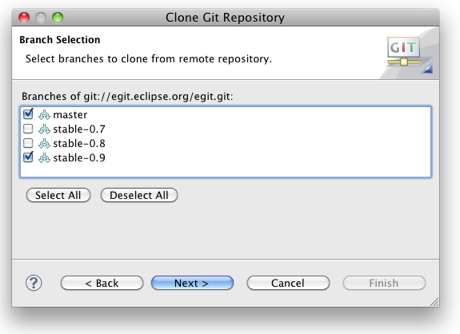 Clone Git Repository
Branch Selection
Select branches to clone from remote repository.
GIT
Branches of git://egit.eclipse.org/egit.git:
master
stable-0.7
stable-0.8
stable-0.9
Select All
Deselect All
?
< Back
Next >
Cancel
Finish